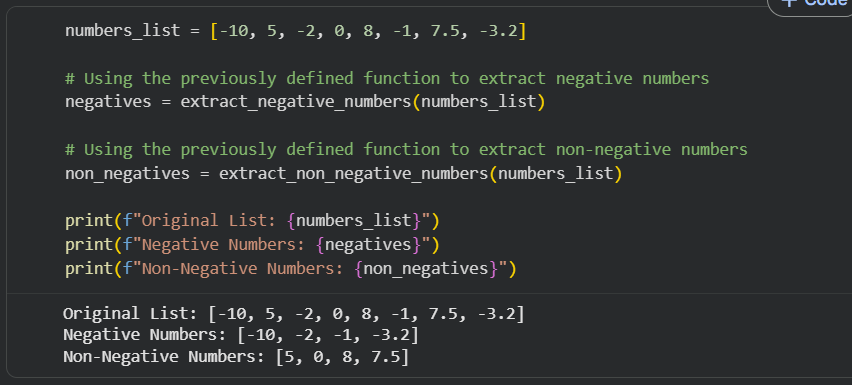 + Code
numbers_list = [-10, 5, -2, 0, 8, -1, 7.5, -3.2]
# Using the previously defined function to extract negative numbers
negatives = extract_negative_numbers(numbers_list)
# Using the previously defined function to extract non-negative numbers
non_negatives = extract_non_negative_numbers(numbers_list)
print(f"Original List: {numbers_list}")
print(f"Negative Numbers: {negatives}")
print(f"Non-Negative Numbers: {non_negatives}")
Original List: [-10, 5, -2, 0, 8, -1, 7.5, -3.2]
Negative Numbers: [-10, -2, -1, -3.2]
Non-Negative Numbers: [5, 0, 8, 7.5]